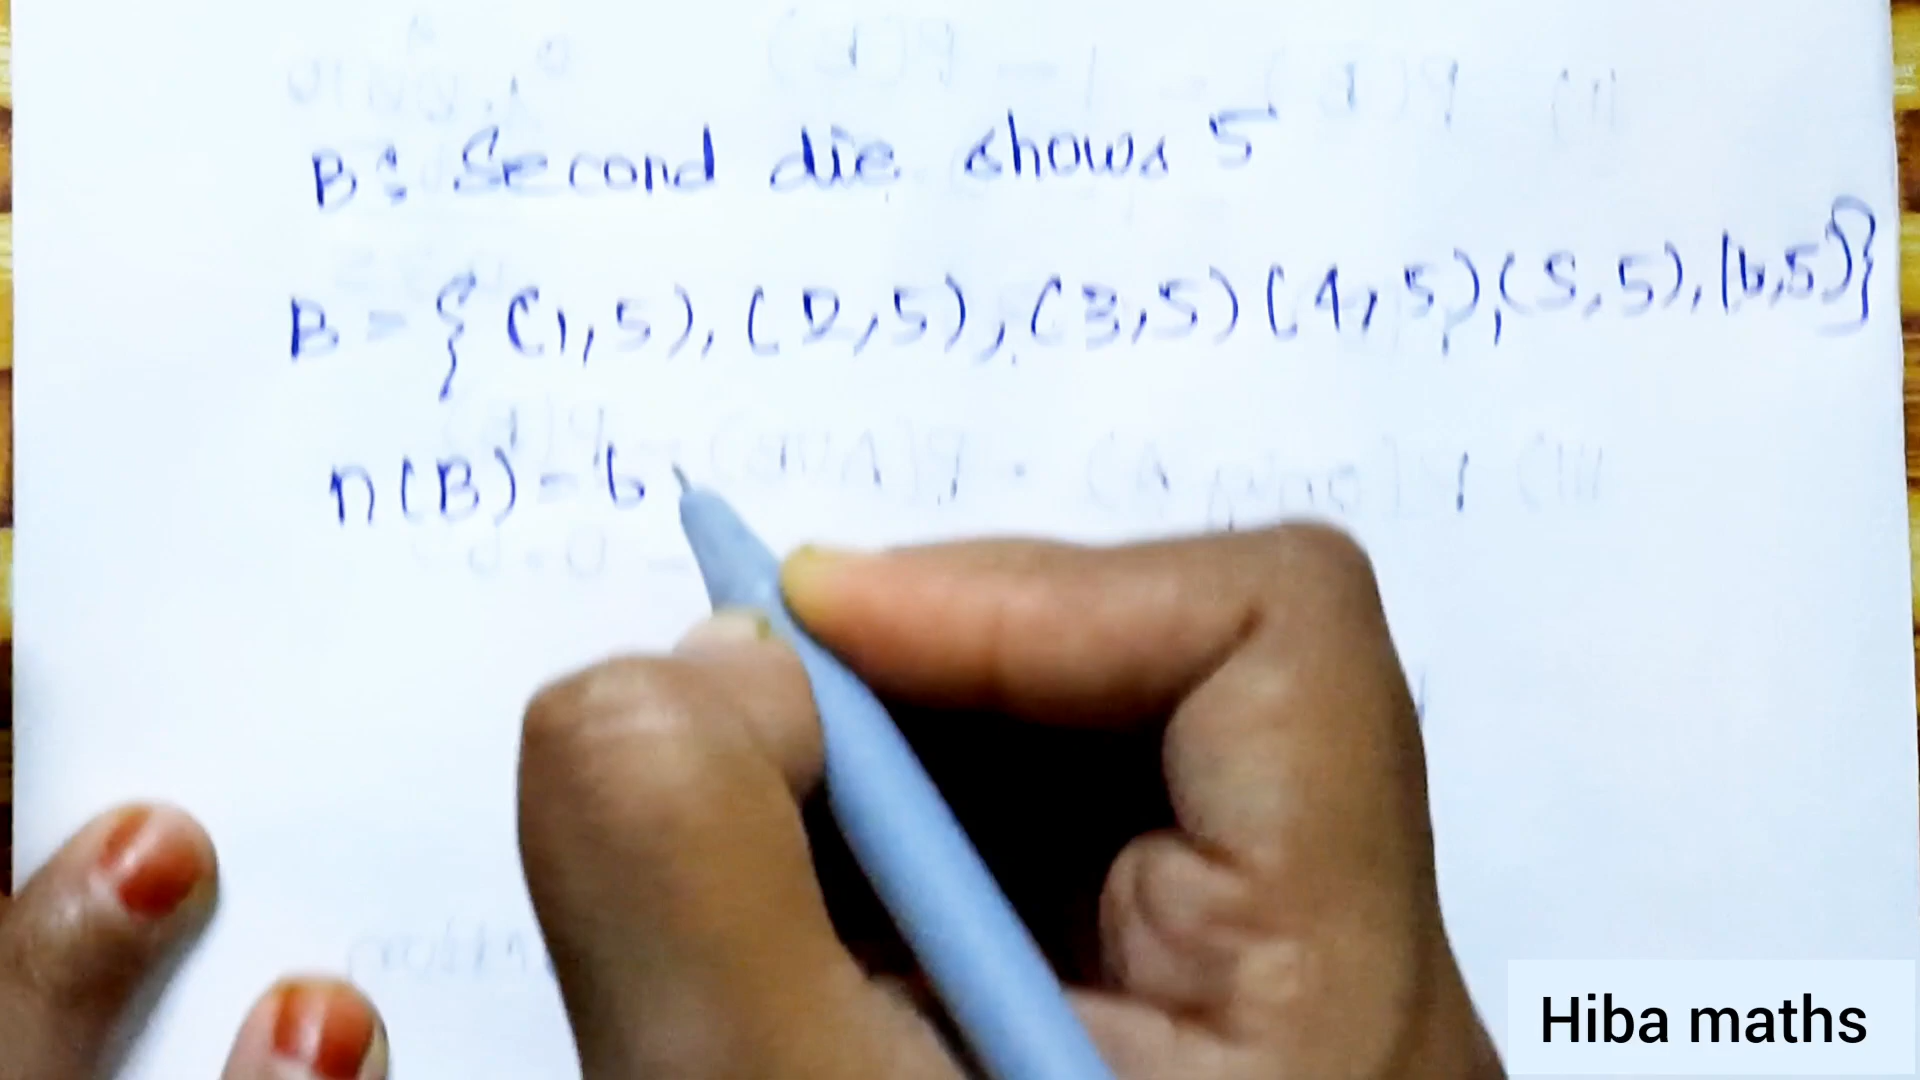 B: Second die shows 5
B = { (1,5), (2,5), (3,5) (4,5), (5,5), (6,5)}
n(B) = 6
Hiba maths